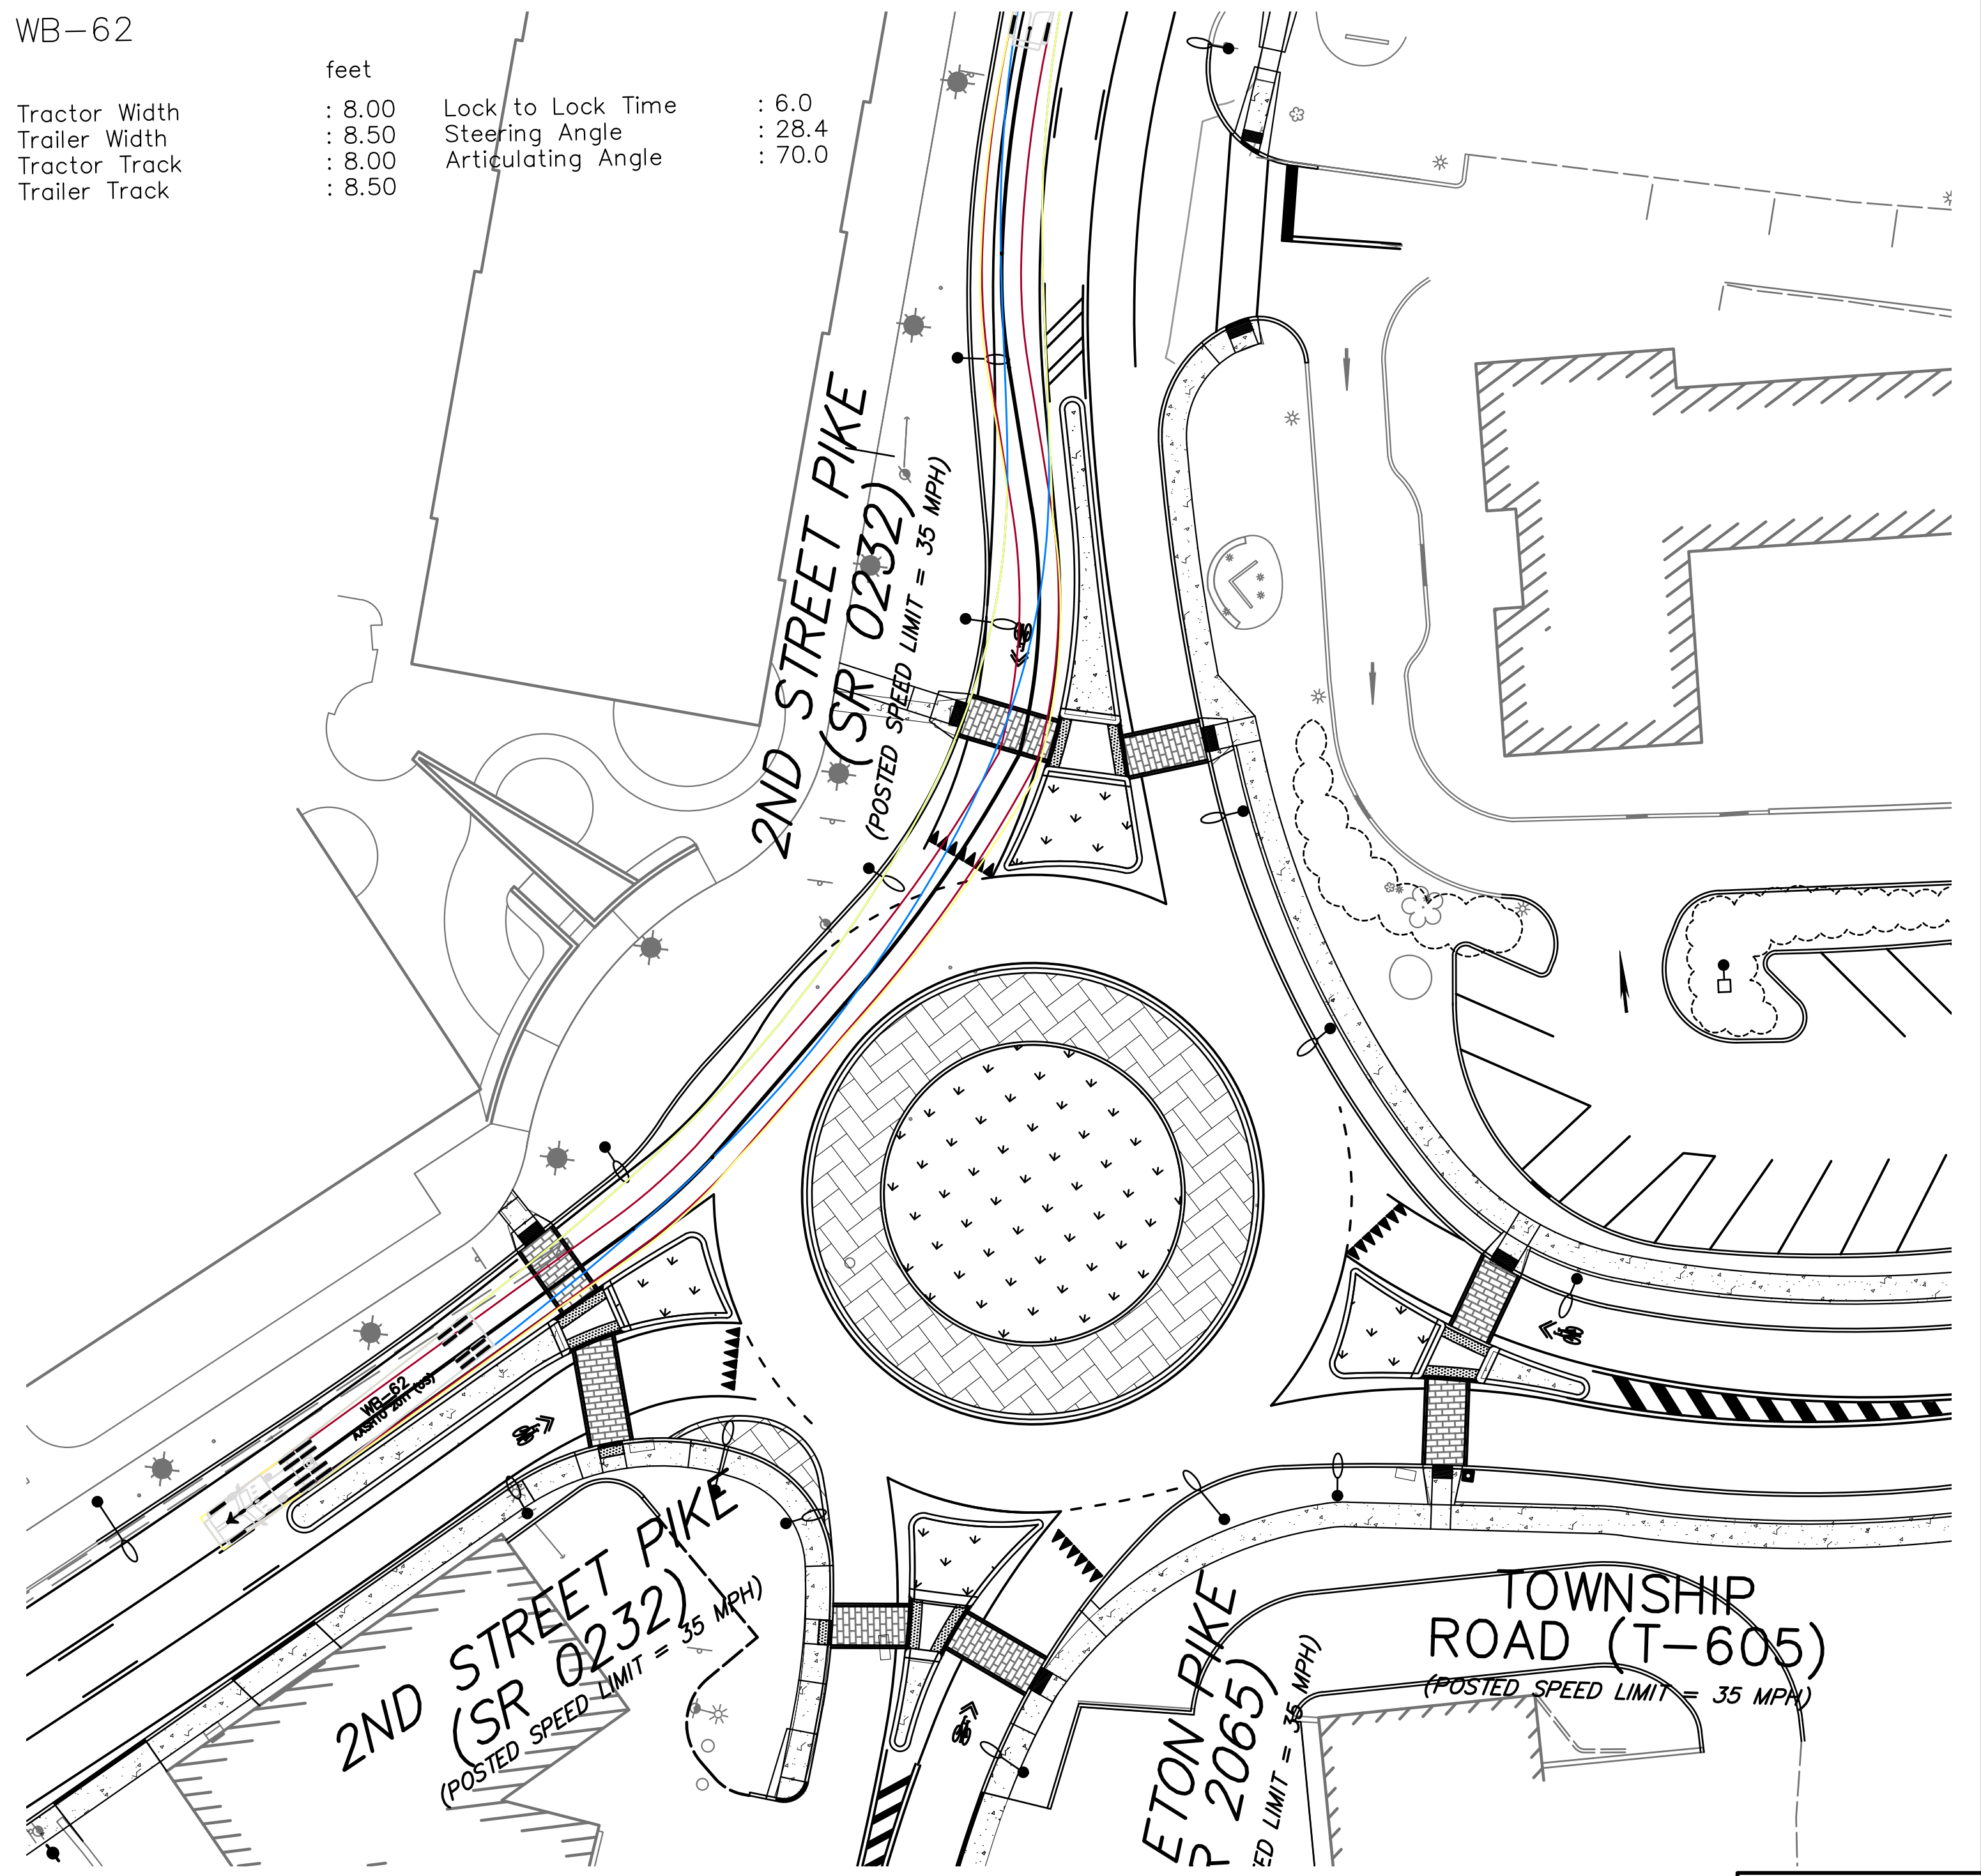 WB-62
feet
Tractor Width : 8.00 Lock to Lock Time : 6.0
Trailer Width : 8.50 Steering Angle : 28.4
Tractor Track : 8.00 Articulating Angle : 70.0
Trailer Track : 8.50
2ND STREET PIKE
(SR 0232)
(POSTED SPEED LIMIT = 35 MPH)
WB-62
AASHTO 2011 (US)
2ND STREET PIKE
(SR 0232)
(POSTED SPEED LIMIT = 35 MPH)
ETON PIKE
R 2065)
ED LIMIT = 35 MPH)
TOWNSHIP
ROAD (T-605)
(POSTED SPEED LIMIT = 35 MPH)